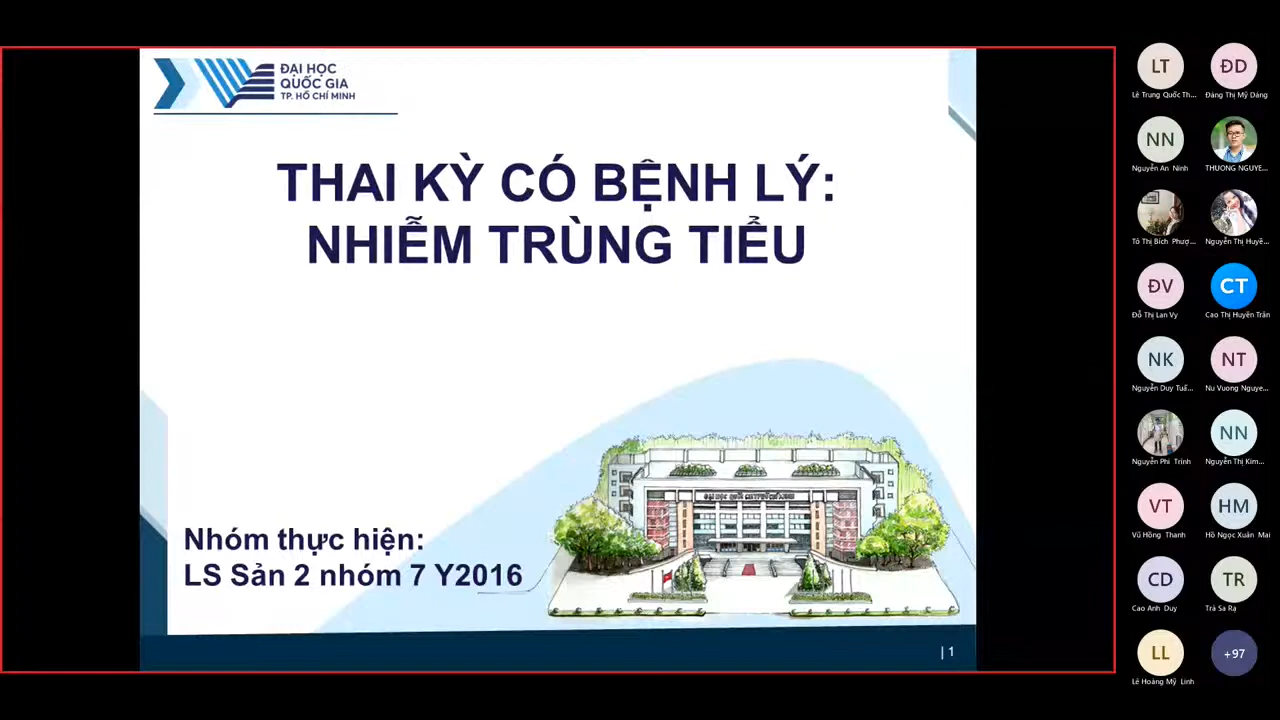 ĐẠI HỌC
QUỐC GIA
TP. HỒ CHÍ MINH
THAI KỲ CÓ BỆNH LÝ:
NHIỄM TRÙNG TIỂU
Nhóm thực hiện:
LS Sản 2 nhóm 7 Y2016
| 1
LT
Lê Trung Quốc Th...
ĐD
Đàng Thị Mỹ Dáng
NN
Nguyễn An Ninh
THUONG NGUYE...
Tô Thị Bích Phượ...
Nguyễn Thị Huyề...
ĐV
Đỗ Thị Lan Vy
CT
Cao Thị Huyền Trân
NK
Nguyễn Duy Tuấ...
NT
Nu Vuong Nguye...
Nguyễn Phi Trình
NN
Nguyễn Thị Kim...
VT
Vũ Hồng Thanh
HM
Hồ Ngọc Xuân Mai
CD
Cao Anh Duy
TR
Trà Sa Rạ
LL
Lê Hoàng Mỹ Linh
+97